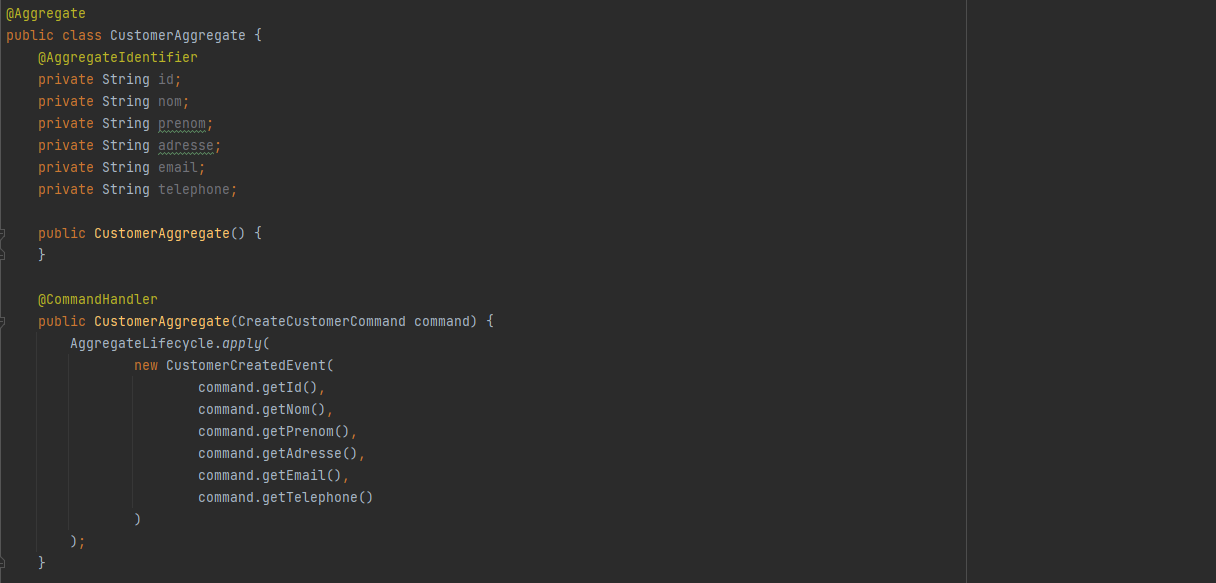 @Aggregate
public class CustomerAggregate {
@AggregateIdentifier
private String id;
private String nom;
private String prenom;
private String adresse;
private String email;
private String telephone;
public CustomerAggregate() {
}
@CommandHandler
public CustomerAggregate(CreateCustomerCommand command) {
AggregateLifecycle.apply(
new CustomerCreatedEvent(
command.getId(),
command.getNom(),
command.getPrenom(),
command.getAdresse(),
command.getEmail(),
command.getTelephone()
)
);
}